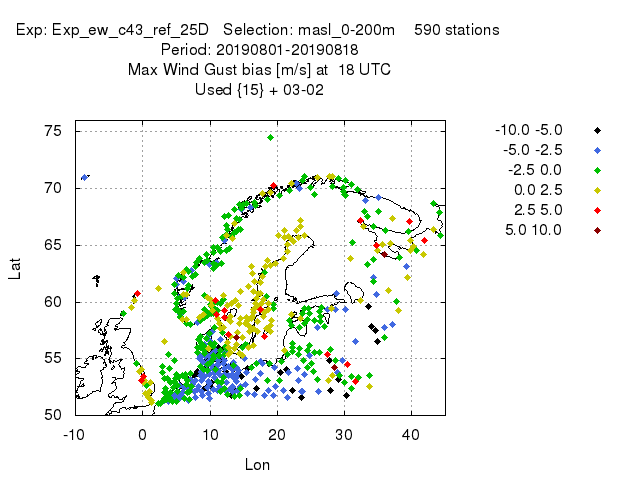 Exp: Exp_ew_c43_ref_25D   Selection: masl_0-200m    590 stations
Period: 20190801-20190818
Max Wind Gust bias [m/s] at  18 UTC
Used {15} + 03-02
75
70
65
60
55
50
-10 0 10 20 30 40
Lat
Lon
-10.0 -5.0
-5.0 -2.5
-2.5 0.0
0.0 2.5
2.5 5.0
5.0 10.0